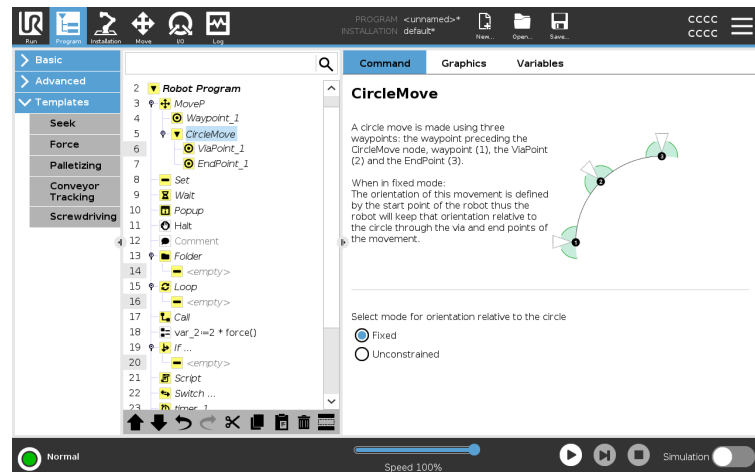 PROGRAM <unnamed>*
INSTALLATION default*
CCCC
CCCC
UR
Run
Program
Installation
Move
I/O
Log
New...
Open...
Save...
Basic
Advanced
Templates
Seek
Force
Palletizing
Conveyor
Tracking
Screwdriving
2 Robot Program
3 MoveP
4 Waypoint_1
5 CircleMove
6 ViaPoint_1
7 EndPoint_1
8 Set
9 Wait
10 Popup
11 Halt
12 Comment
13 Folder
14 <empty>
15 Loop
16 <empty>
17 Call
18 var_2:=2 * force()
19 If ...
20 <empty>
21 Script
22 Switch ...
23 timer_1
Command
Graphics
Variables
CircleMove
A circle move is made using three
waypoints: the waypoint preceding the
CircleMove node, waypoint (1), the ViaPoint
(2) and the EndPoint (3).
When in fixed mode:
The orientation of this movement is defined
by the start point of the robot thus the
robot will keep that orientation relative to
the circle through the via and end points of
the movement.
3
2
1
Select mode for orientation relative to the circle
Fixed
Unconstrained
Normal
Speed 100%
Simulation